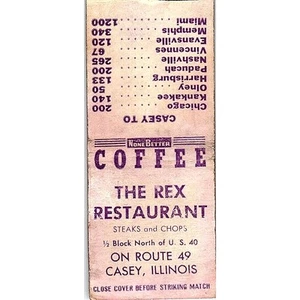 CASEY TO
Chicago 200
Kankakee 140
Olney 50
Harrisburg 133
Paducah 200
Nashville 265
Vincennes 67
Evansville 120
Memphis 340
Miami 1200
NONE BETTER
COFFEE
THE REX
RESTAURANT
STEAKS and CHOPS
½ Block North of U. S. 40
ON ROUTE 49
CASEY, ILLINOIS
CLOSE COVER BEFORE STRIKING MATCH